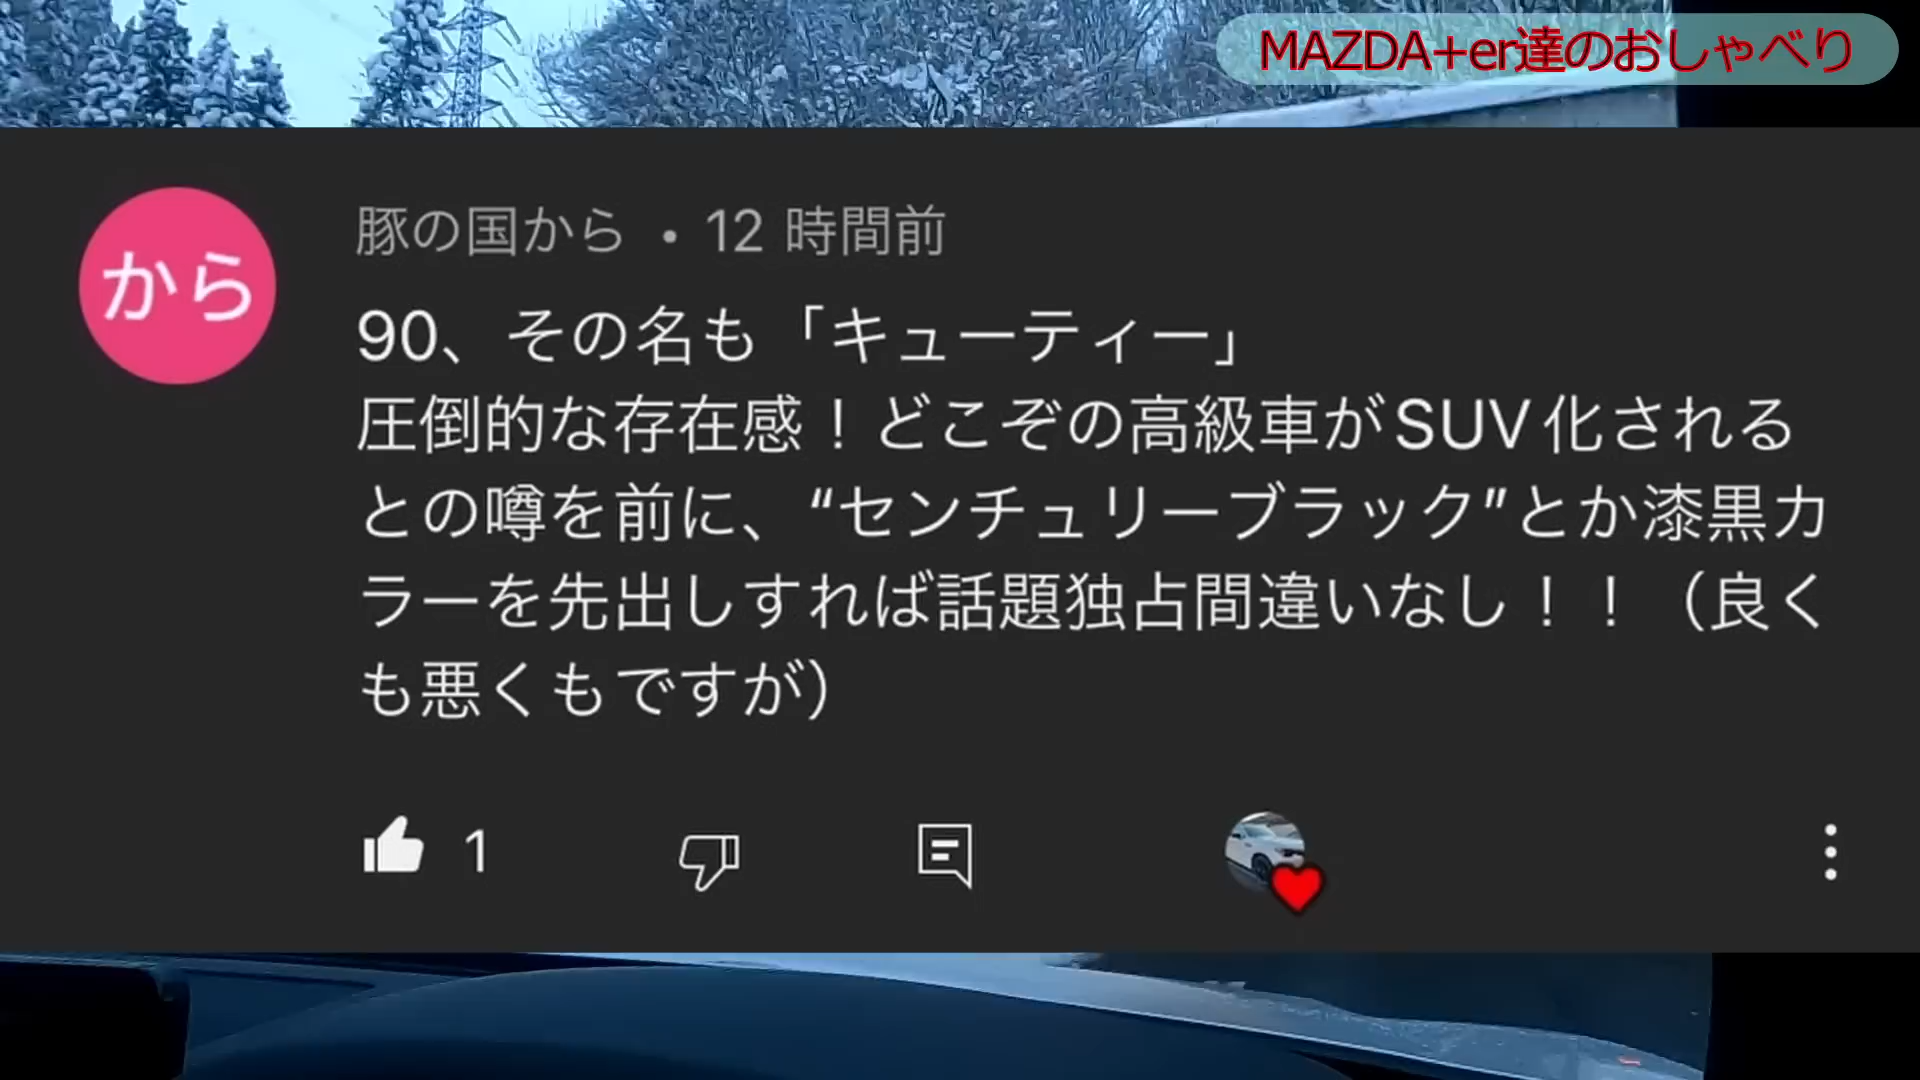 MAZDA+er達のおしゃべり
から
豚の国から • 12 時間前
90、その名も「キューティー」
圧倒的な存在感！どこぞの高級車がSUV化される
との噂を前に、“センチュリーブラック”とか漆黒カ
ラーを先出しすれば話題独占間違いなし！！（良く
も悪くもですが）
1